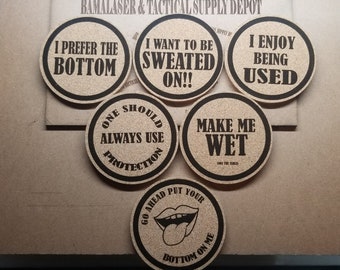 RAMALASER & TACTICAL SUPPLY DEPOT
I PREFER THE
BOTTOM
I WANT TO BE
SWEATED
ON!!
I ENJOY
BEING
USED
ONE SHOULD
ALWAYS USE
PROTECTION
MAKE ME
WET
GO AHEAD PUT YOUR
BOTTOM ON ME